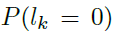 P(l_k = 0)